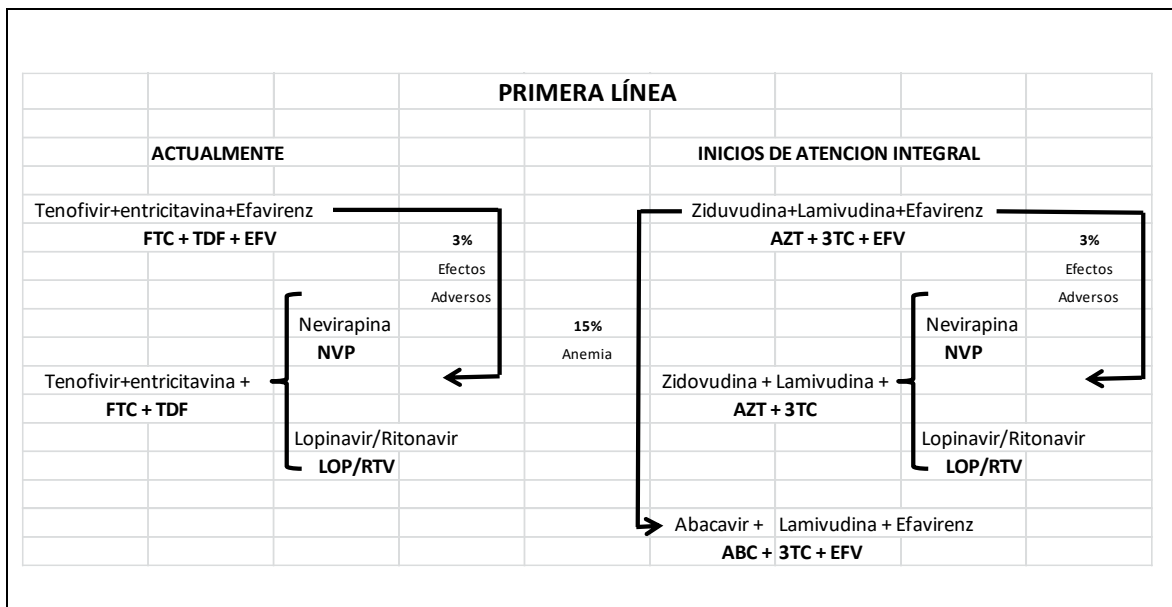 PRIMERA LÍNEA
ACTUALMENTE
Tenofivir+entricitavina+Efavirenz
FTC + TDF + EFV
3%
Efectos
Adversos
Nevirapina
NVP
Tenofivir+entricitavina +
FTC + TDF
Lopinavir/Ritonavir
LOP/RTV
INICIOS DE ATENCION INTEGRAL
Ziduvudina+Lamivudina+Efavirenz
AZT + 3TC + EFV
3%
Efectos
Adversos
15%
Anemia
Nevirapina
NVP
Zidovudina + Lamivudina +
AZT + 3TC
Lopinavir/Ritonavir
LOP/RTV
Abacavir + Lamivudina + Efavirenz
ABC + 3TC + EFV